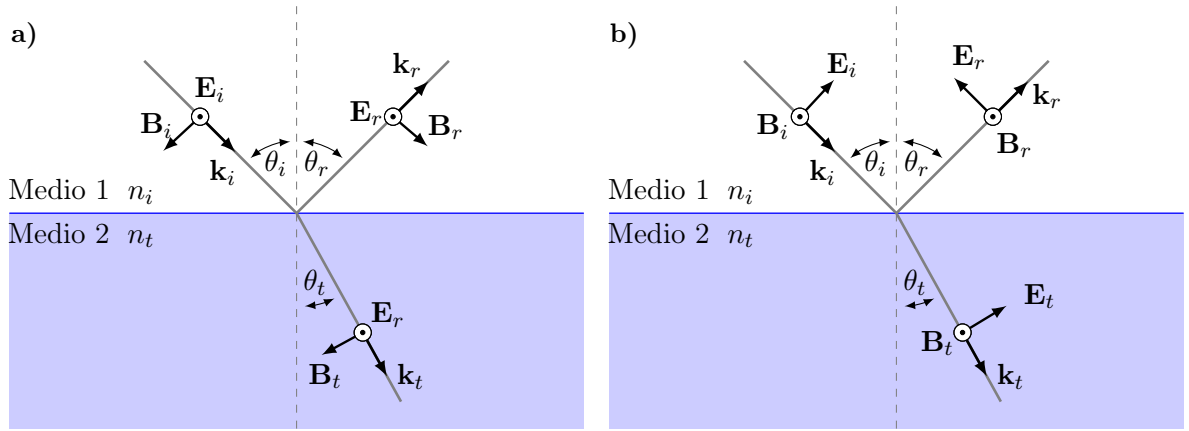 a)
E_i
B_i
k_i
k_r
E_r
B_r
θ_i θ_r
Medio 1 n_i
Medio 2 n_t
θ_t
E_r
B_t
k_t
b)
E_i
B_i
k_i
E_r
k_r
B_r
θ_i θ_r
Medio 1 n_i
Medio 2 n_t
θ_t
E_t
B_t
k_t